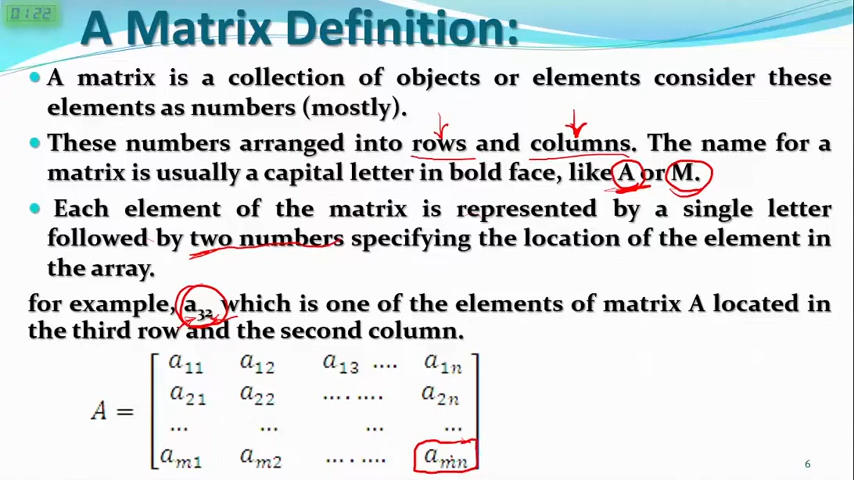 01:22
A Matrix Definition:
• A matrix is a collection of objects or elements consider these
elements as numbers (mostly).
• These numbers arranged into rows and columns. The name for a
matrix is usually a capital letter in bold face, like A or M.
• Each element of the matrix is represented by a single letter
followed by two numbers specifying the location of the element in
the array.
for example, a₃₂ which is one of the elements of matrix A located in
the third row and the second column.
a₁₁ a₁₂ a₁₃ .... a₁ₙ
a₂₁ a₂₂ ........ a₂ₙ
A =
... ... ... ...
aₘ₁ aₘ₂ ........ aₘₙ
6